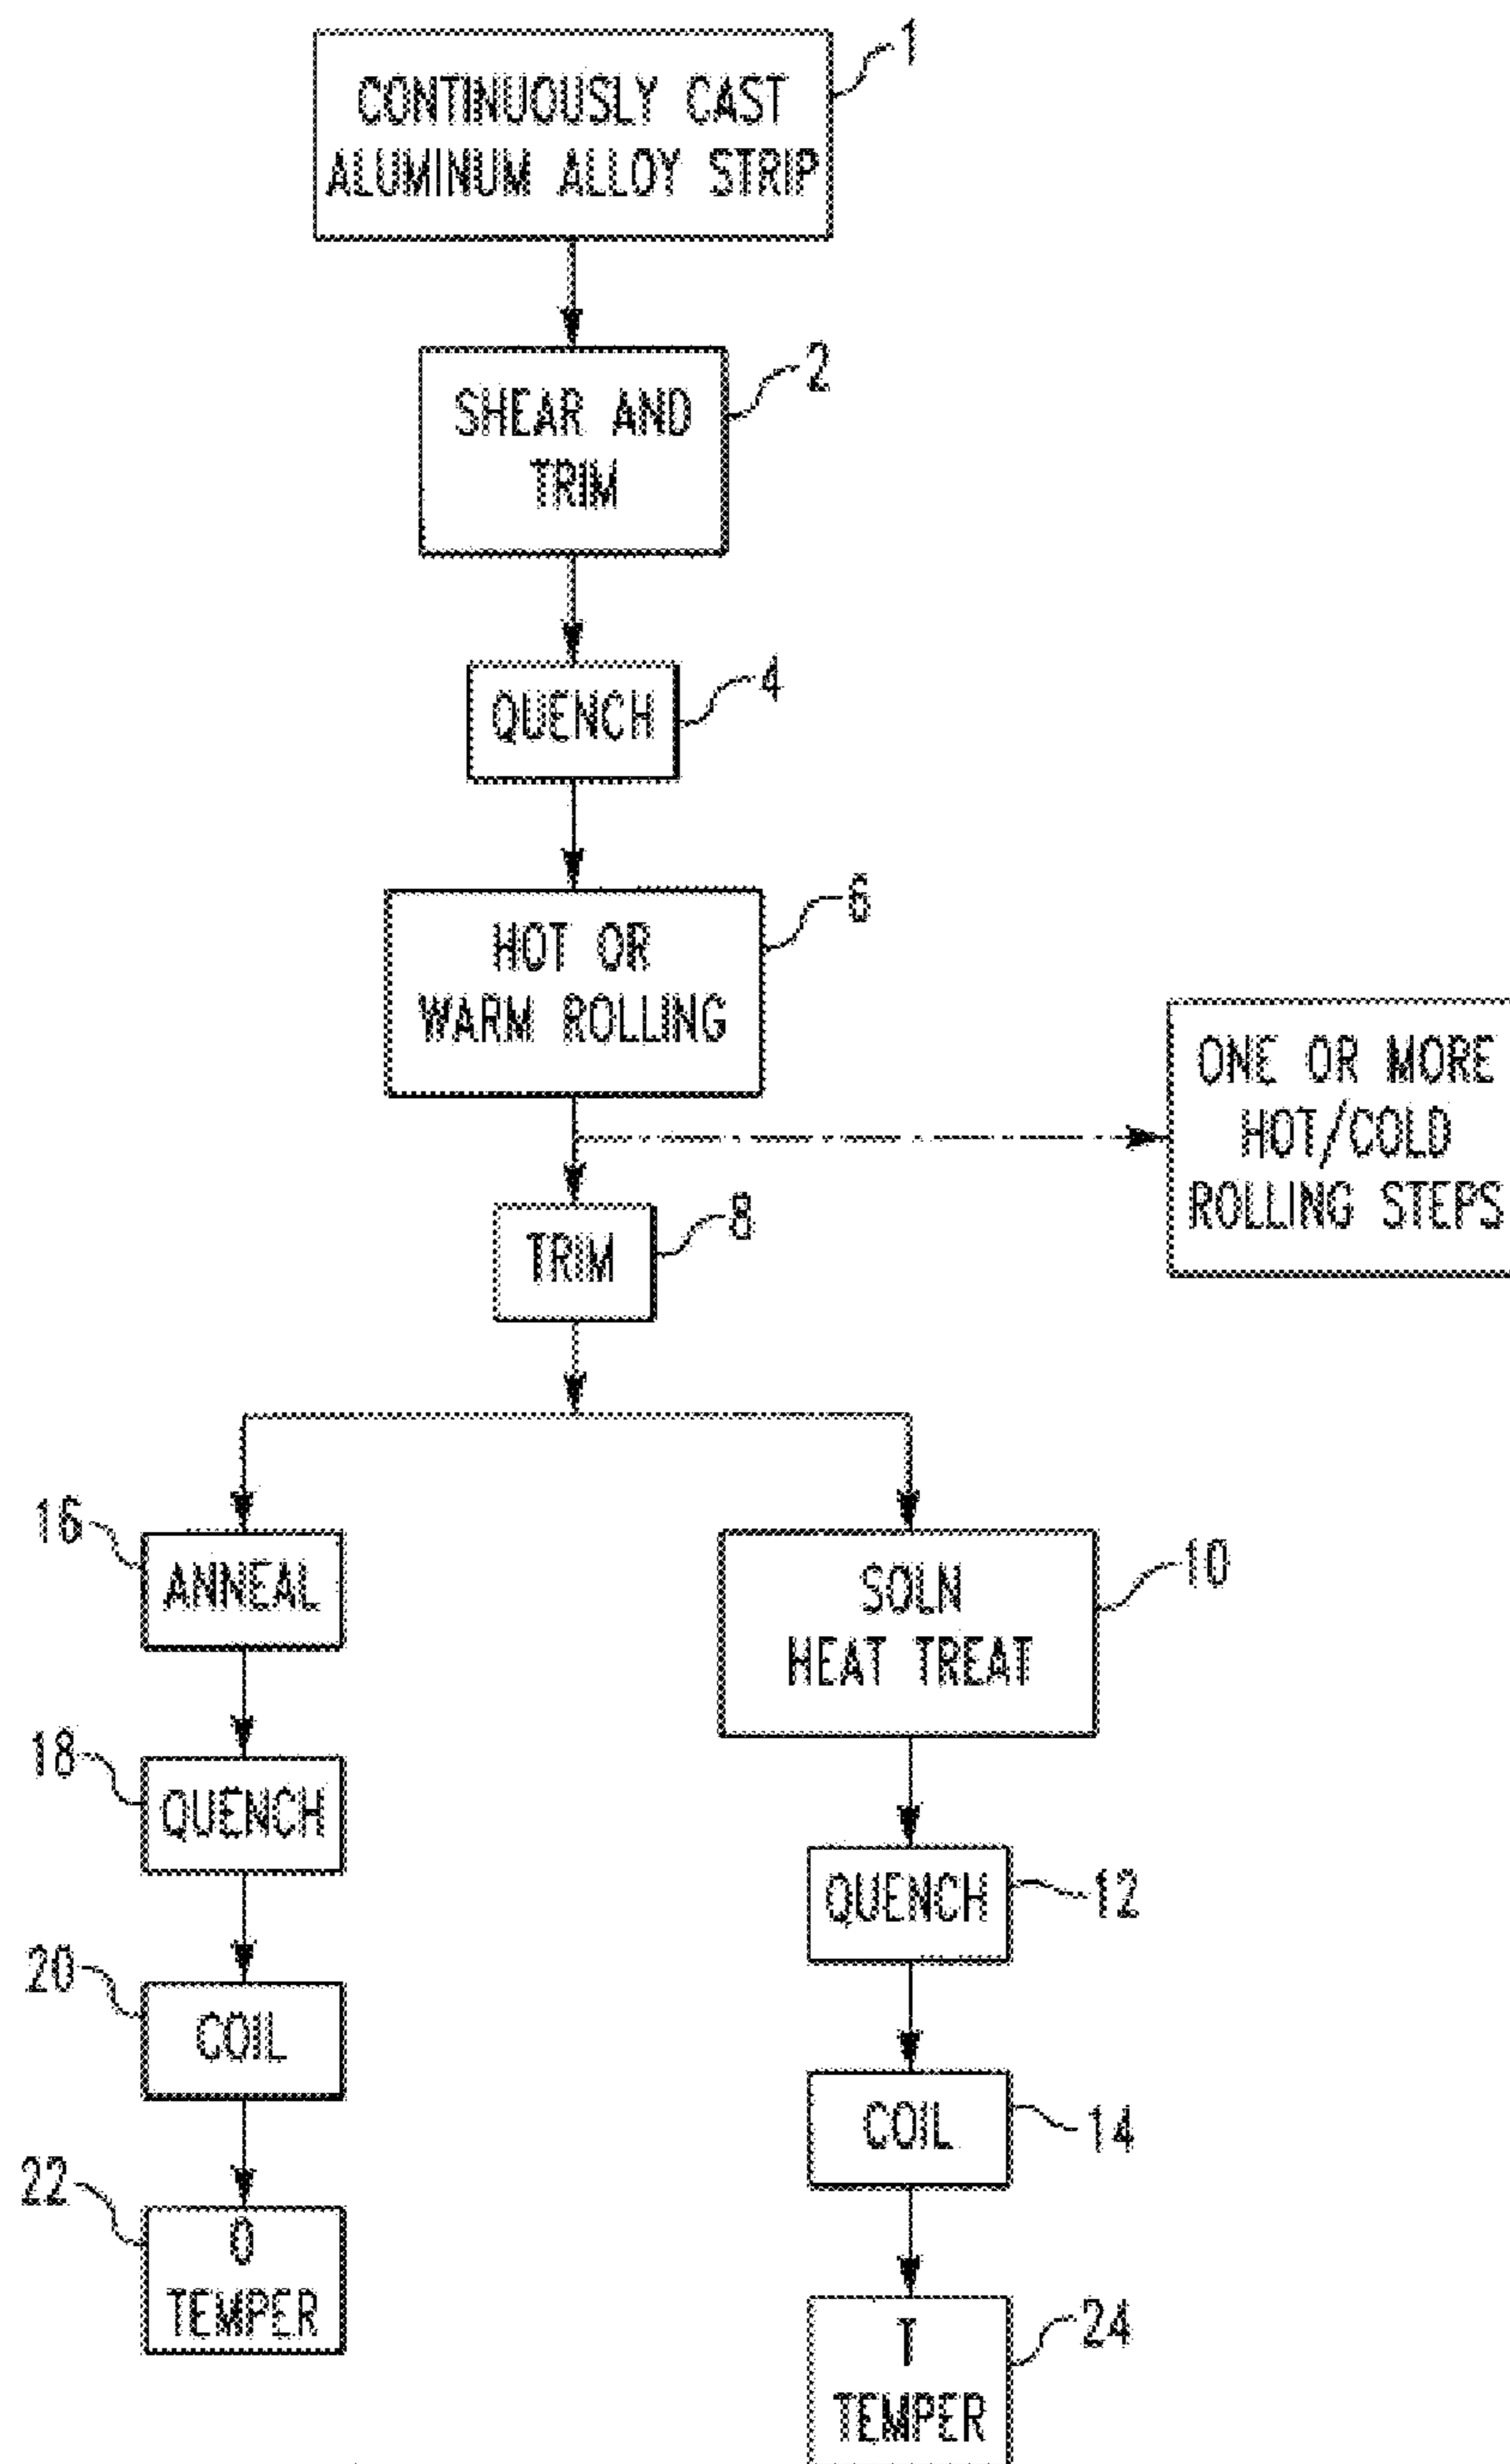 CONTINUOUSLY CAST
ALUMINUM ALLOY STRIP
1
SHEAR AND
TRIM
2
QUENCH
4
HOT OR
WARM ROLLING
6
ONE OR MORE
HOT/COLD
ROLLING STEPS
TRIM
8
16
ANNEAL
SOLN
HEAT TREAT
10
18
QUENCH
QUENCH
12
20
COIL
COIL
14
22
O
TEMPER
T
TEMPER
24